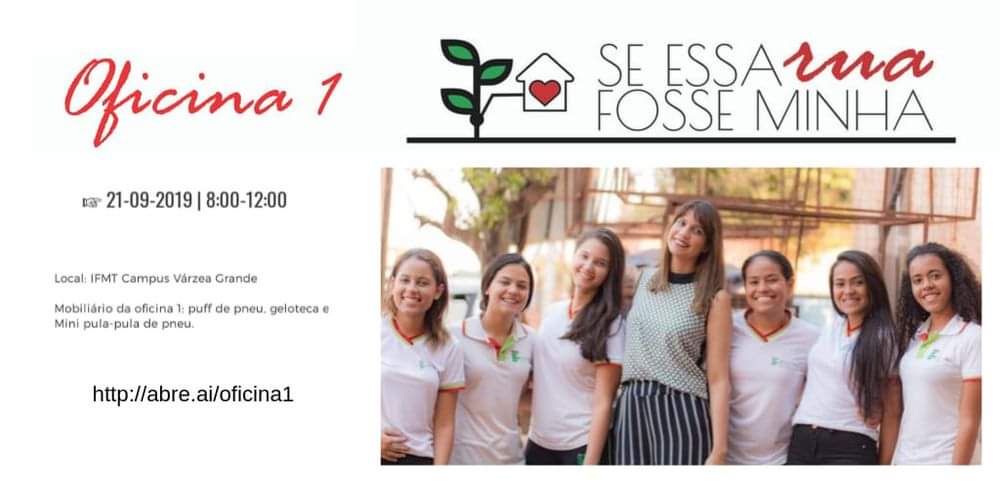 Oficina 1
SE ESSA rua
FOSSE MINHA
☞ 21-09-2019 | 8:00-12:00
Local: IFMT Campus Várzea Grande
Mobiliário da oficina 1: puff de pneu, geloteca e
Mini pula-pula de pneu.
http://abre.ai/oficina1